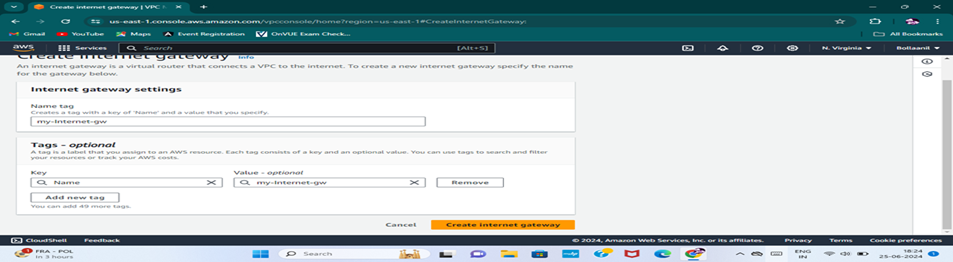 Create internet gateway | VPC
us-east-1.console.aws.amazon.com/vpcconsole/home?region=us-east-1#CreateInternetGateway:
Gmail YouTube Maps Event Registration OnVUE Exam Check... All Bookmarks
aws Services Search [Alt+S] N. Virginia Bollaanil
Create internet gateway Info
An internet gateway is a virtual router that connects a VPC to the internet. To create a new internet gateway specify the name
for the gateway below.
Internet gateway settings
Name tag
Creates a tag with a key of 'Name' and a value that you specify.
my-Internet-gw
Tags - optional
A tag is a label that you assign to an AWS resource. Each tag consists of a key and an optional value. You can use tags to search and filter
your resources or track your AWS costs.
Key Value - optional
Name my-Internet-gw Remove
Add new tag
You can add 49 more tags.
Cancel Create internet gateway
CloudShell Feedback © 2024, Amazon Web Services, Inc. or its affiliates. Privacy Terms Cookie preferences
FRA - POL
In 3 hours
Search
ENG
IN
18:24
25-06-2024